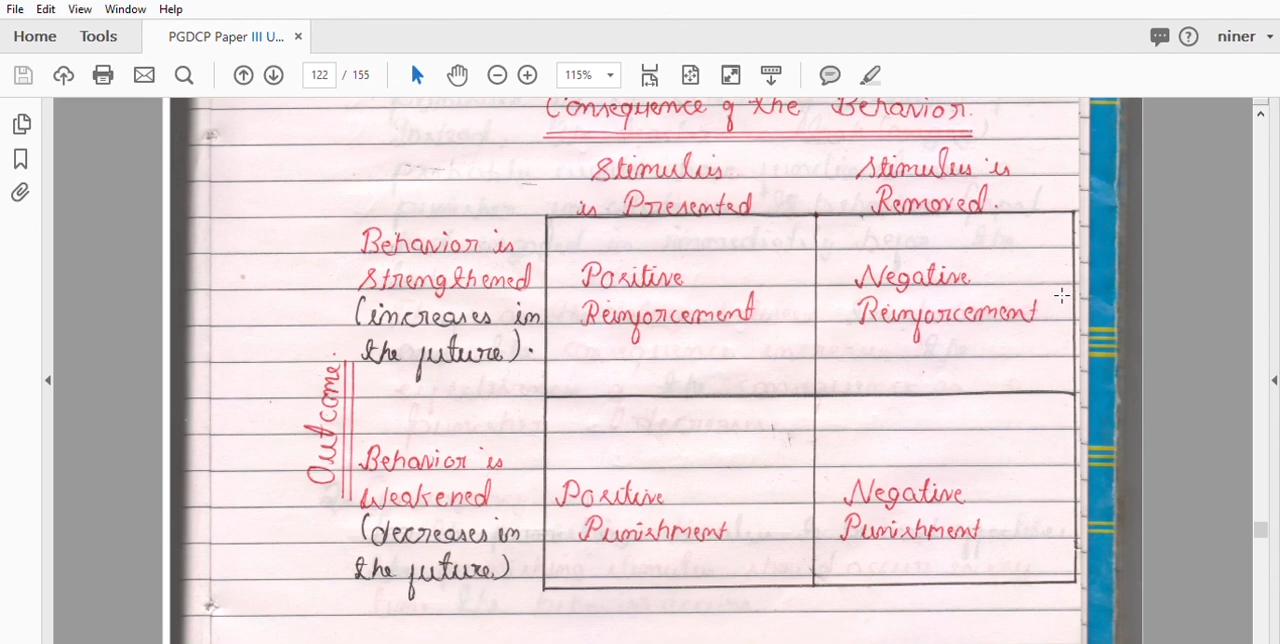 File Edit View Window Help
Home Tools PGDCP Paper III U... × niner
122 / 155 115%
Consequence of the Behavior.
Stimulus is Presented
Stimulus is Removed.
Behavior is
Strengthened
(increases in
the future).
Positive
Reinforcement
Negative
Reinforcement
Outcome.
Behavior is
Weakened
(decreases in
the future)
Positive
Punishment
Negative
Punishment